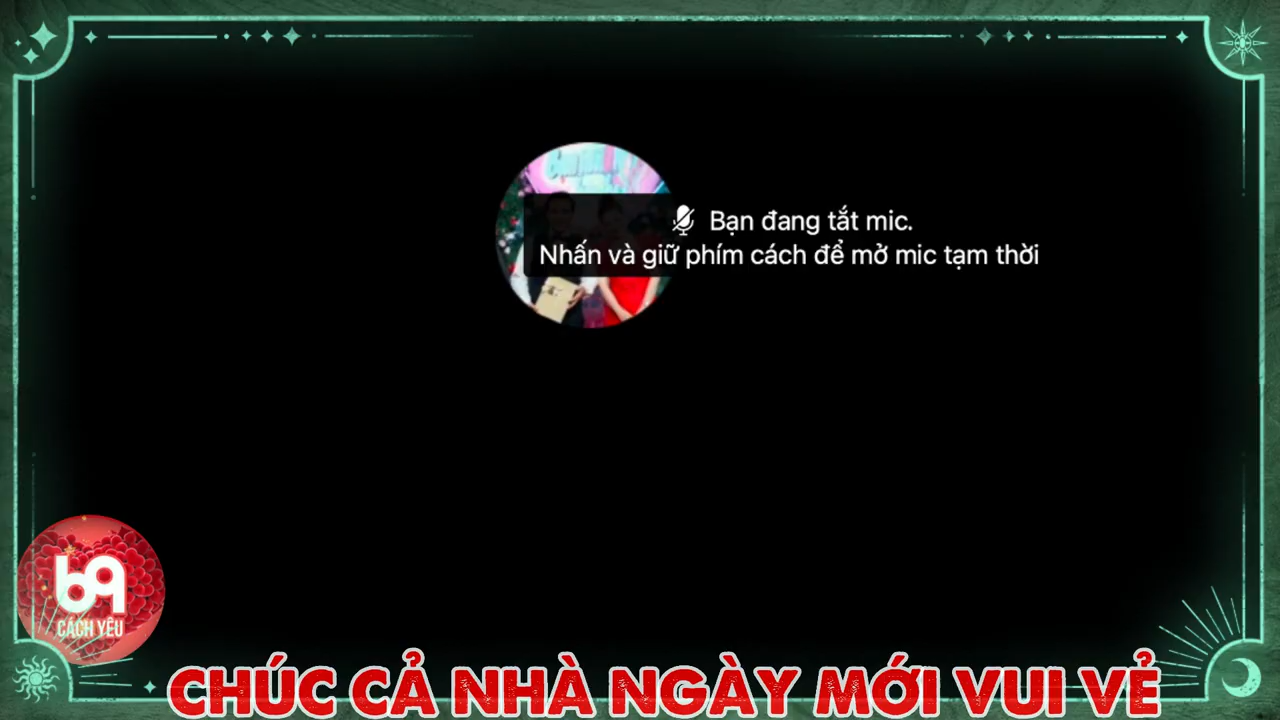 Bạn đang tắt mic.
Nhấn và giữ phím cách để mở mic tạm thời
69
CÁCH YÊU
CHÚC CẢ NHÀ NGÀY MỚI VUI VẺ